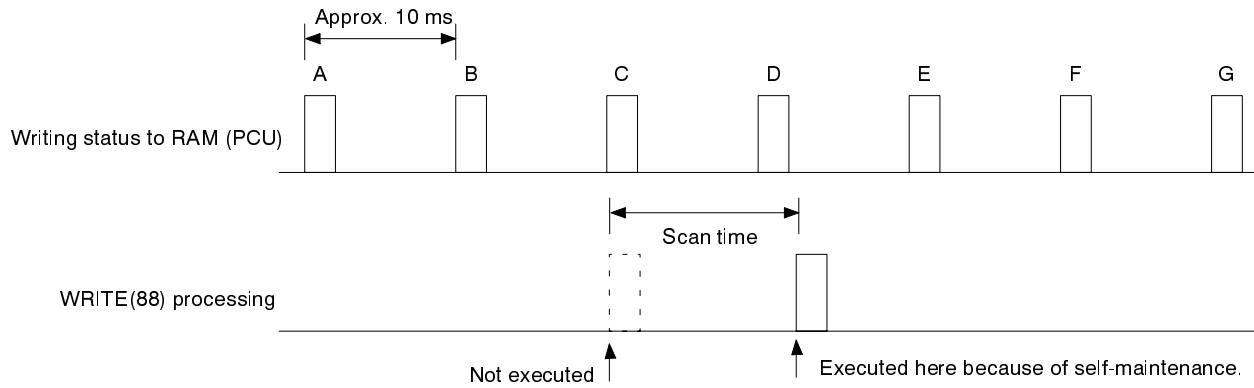 Approx. 10 ms
A B C D E F G
Writing status to RAM (PCU)
Scan time
WRITE(88) processing
Not executed
Executed here because of self-maintenance.